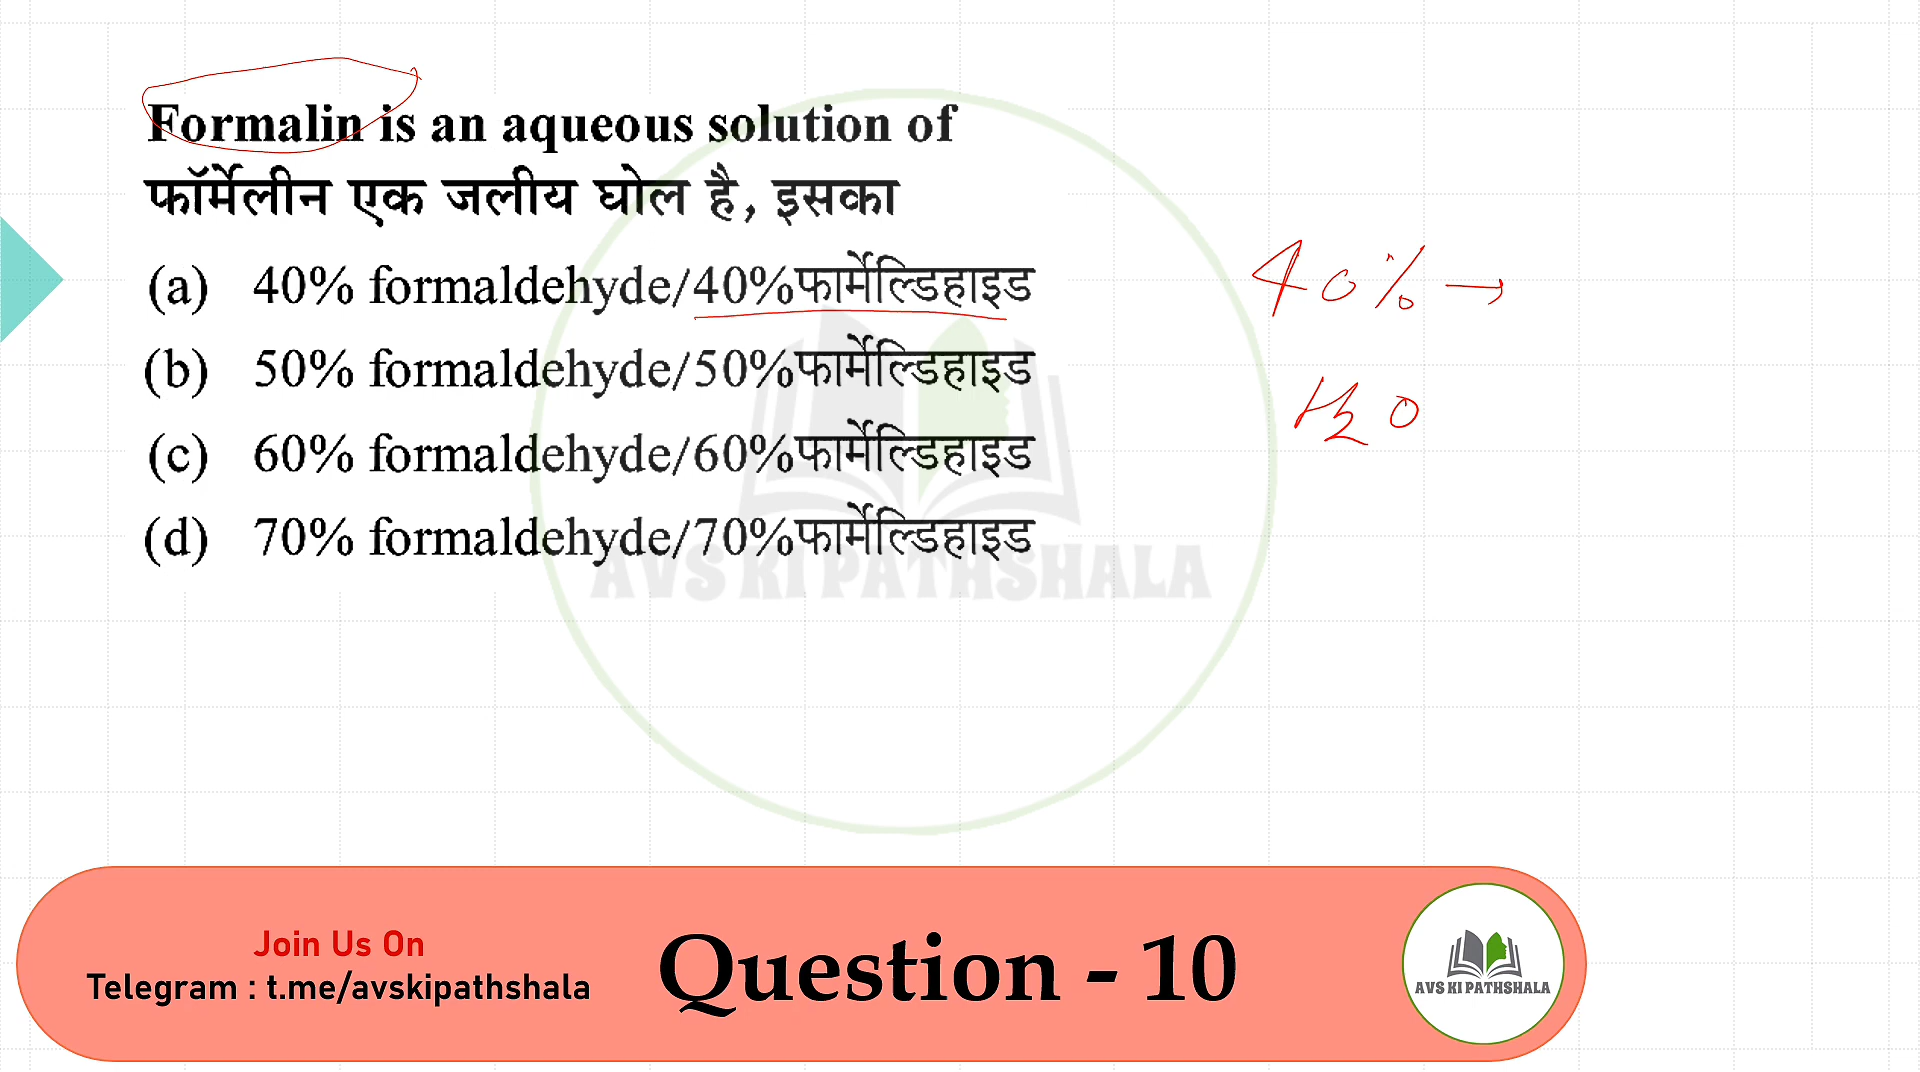 Formalin is an aqueous solution of
फॉर्मेलीन एक जलीय घोल है, इसका
(a) 40% formaldehyde/40%फार्मेल्डिहाइड
(b) 50% formaldehyde/50%फार्मेल्डिहाइड
(c) 60% formaldehyde/60%फार्मेल्डिहाइड
(d) 70% formaldehyde/70%फार्मेल्डिहाइड
40% →
H2O
AVS KI PATHSHALA
Join Us On
Telegram : t.me/avskipathshala
Question - 10
AVS KI PATHSHALA